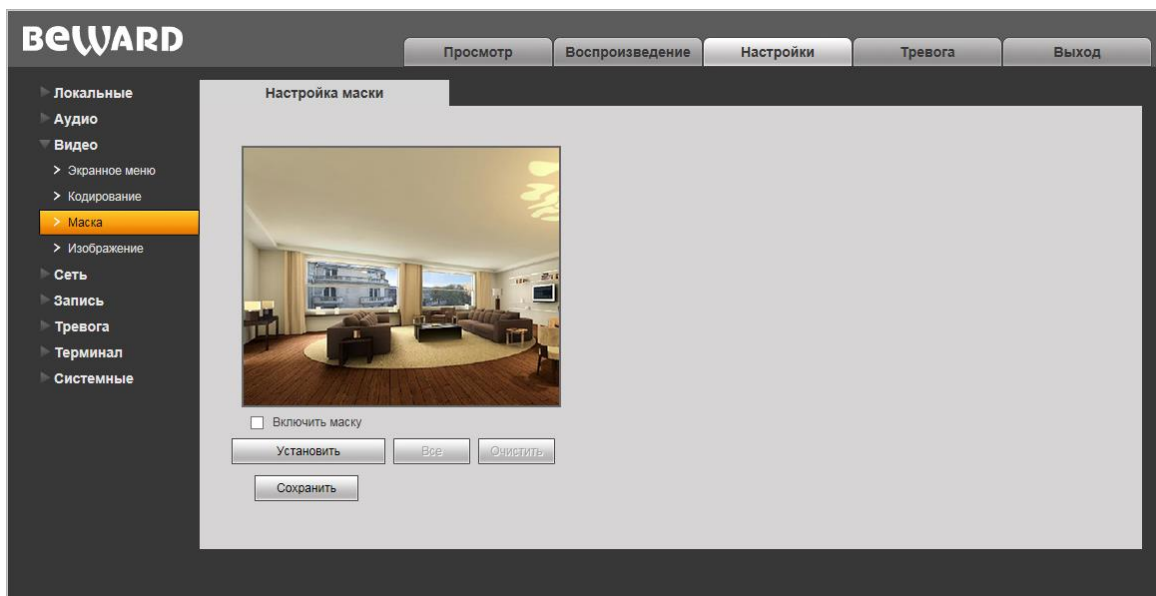 BEWARD
Просмотр Воспроизведение Настройки Тревога Выход
Локальные
Аудио
Видео
> Экранное меню
> Кодирование
> Маска
> Изображение
Сеть
Запись
Тревога
Терминал
Системные
Настройка маски
Включить маску
Установить Все Очистить
Сохранить